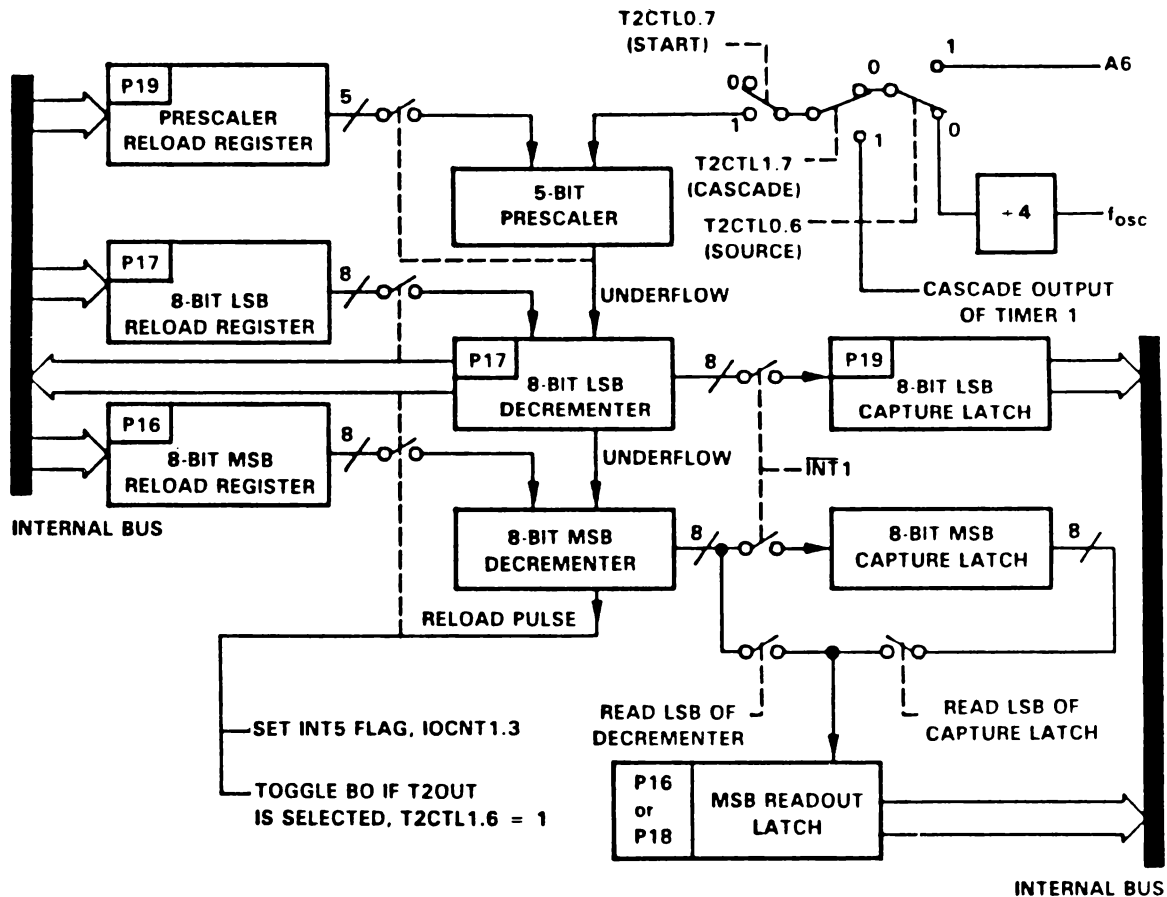 T2CTL0.7
(START)
0
1
0
1
1
0
A6
P19
PRESCALER
RELOAD REGISTER
5
T2CTL1.7
(CASCADE)
T2CTL0.6
(SOURCE)
÷4
fosc
5-BIT
PRESCALER
P17
8-BIT LSB
RELOAD REGISTER
8
UNDERFLOW
CASCADE OUTPUT
OF TIMER 1
P17
8-BIT LSB
DECREMENTER
8
P19
8-BIT LSB
CAPTURE LATCH
P16
8-BIT MSB
RELOAD REGISTER
8
UNDERFLOW
INT1
INTERNAL BUS
8-BIT MSB
DECREMENTER
8
8-BIT MSB
CAPTURE LATCH
8
RELOAD PULSE
SET INT5 FLAG, IOCNT1.3
TOGGLE BO IF T2OUT
IS SELECTED, T2CTL1.6 = 1
READ LSB OF
DECREMENTER
READ LSB OF
CAPTURE LATCH
P16
or
P18
MSB READOUT
LATCH
INTERNAL BUS